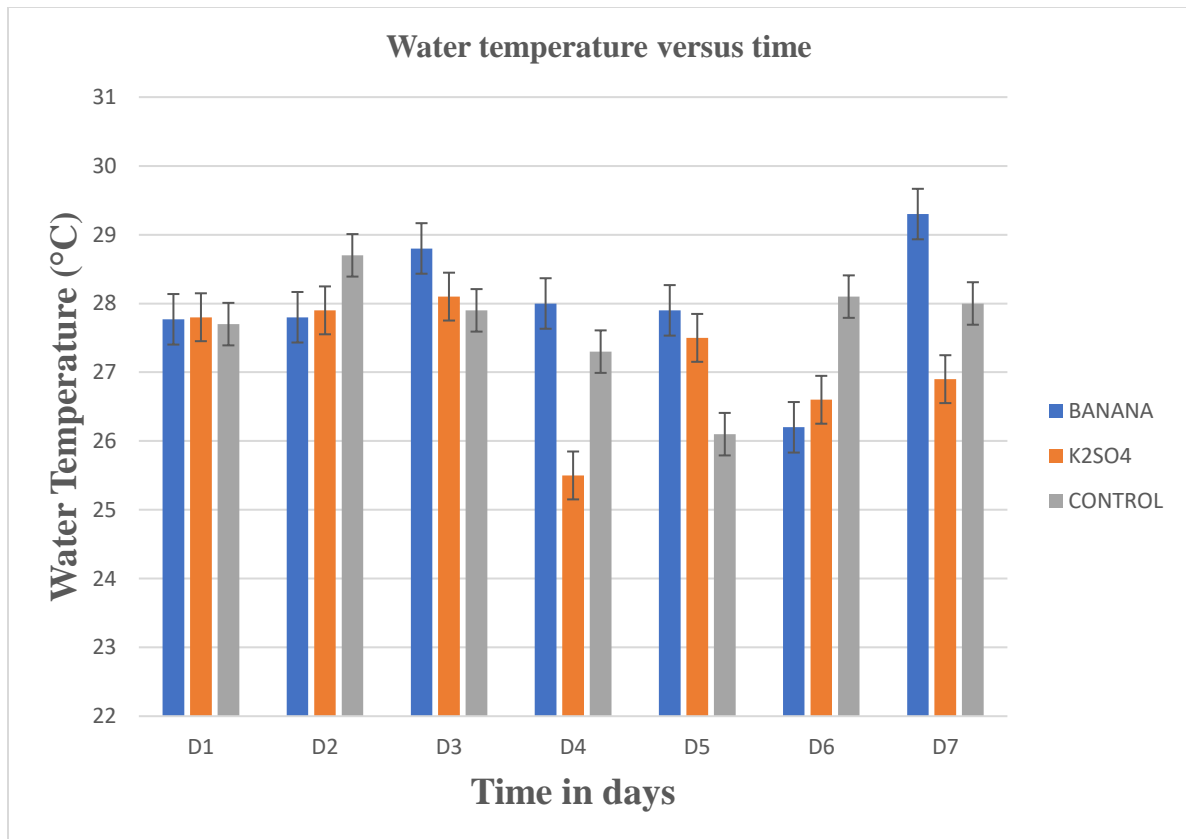 Water temperature versus time
Water Temperature (°C)
31
30
29
28
27
26
25
24
23
22
D1 D2 D3 D4 D5 D6 D7
Time in days
BANANA
K2SO4
CONTROL